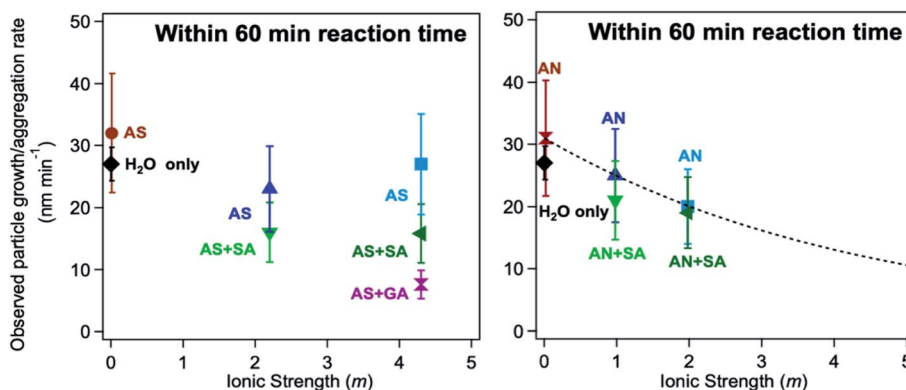 Observed particle growth/aggregation rate
(nm min⁻¹)
Within 60 min reaction time
50
40
30
20
10
0
AS
H₂O only
AS
AS
AS+SA
AS+SA
AS+GA
0
1
2
3
4
5
Ionic Strength (m)
Within 60 min reaction time
50
40
30
20
10
0
AN
AN
AN
H₂O only
AN+SA
AN+SA
0
1
2
3
4
5
Ionic Strength (m)